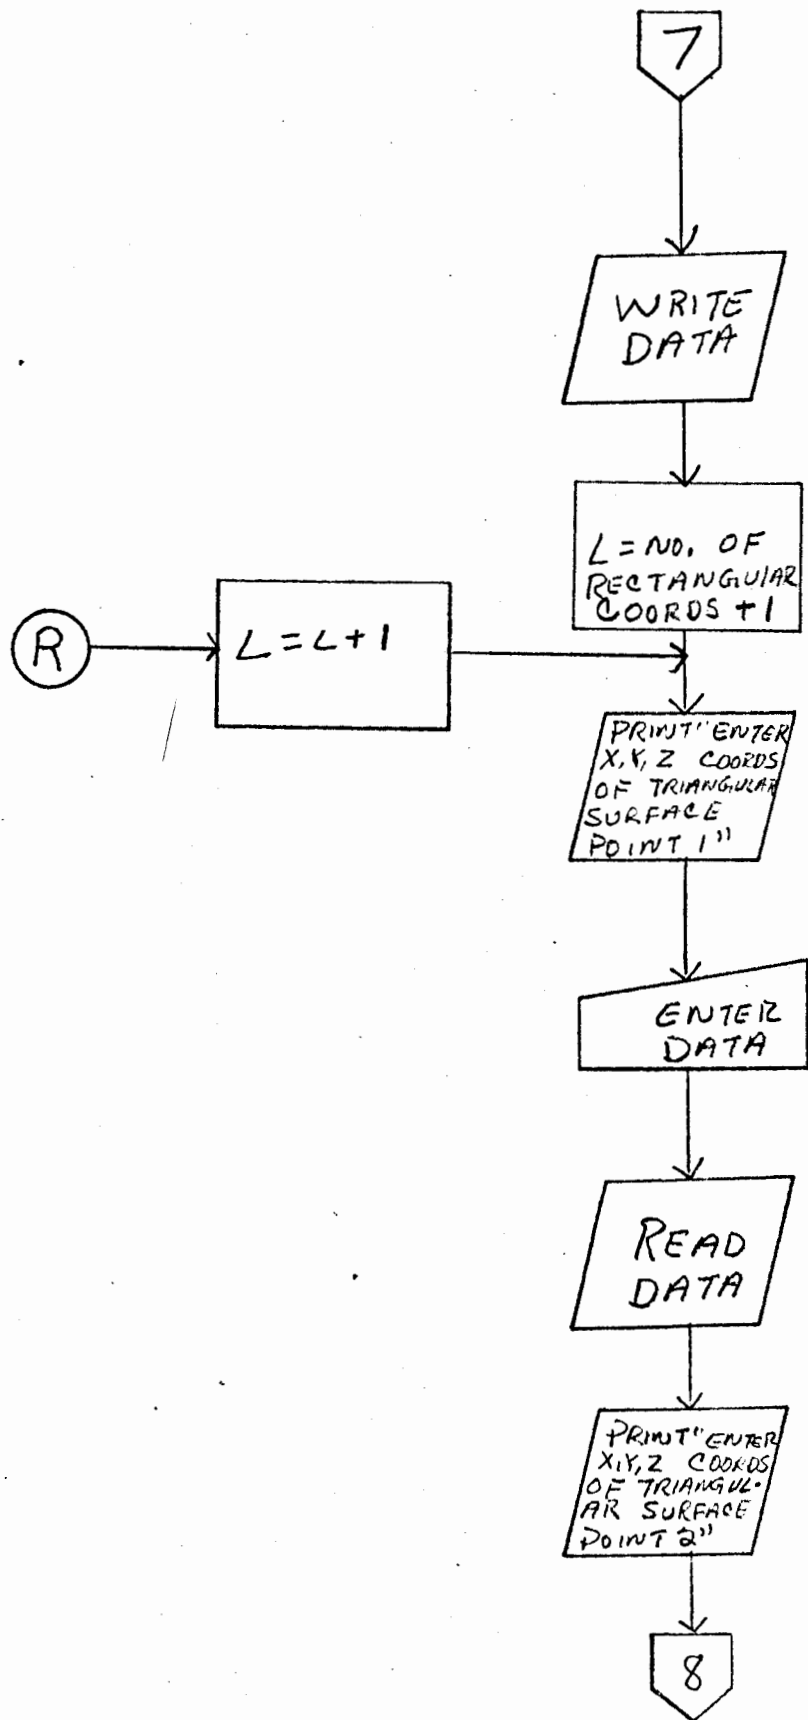 7
WRITE
DATA
L = NO. OF
RECTANGULAR
COORDS + 1
R
L = L + 1
PRINT "ENTER
X, Y, Z COORDS
OF TRIANGULAR
SURFACE
POINT 1"
ENTER
DATA
READ
DATA
PRINT "ENTER
X, Y, Z COORDS
OF TRIANGUL-
AR SURFACE
POINT 2"
8